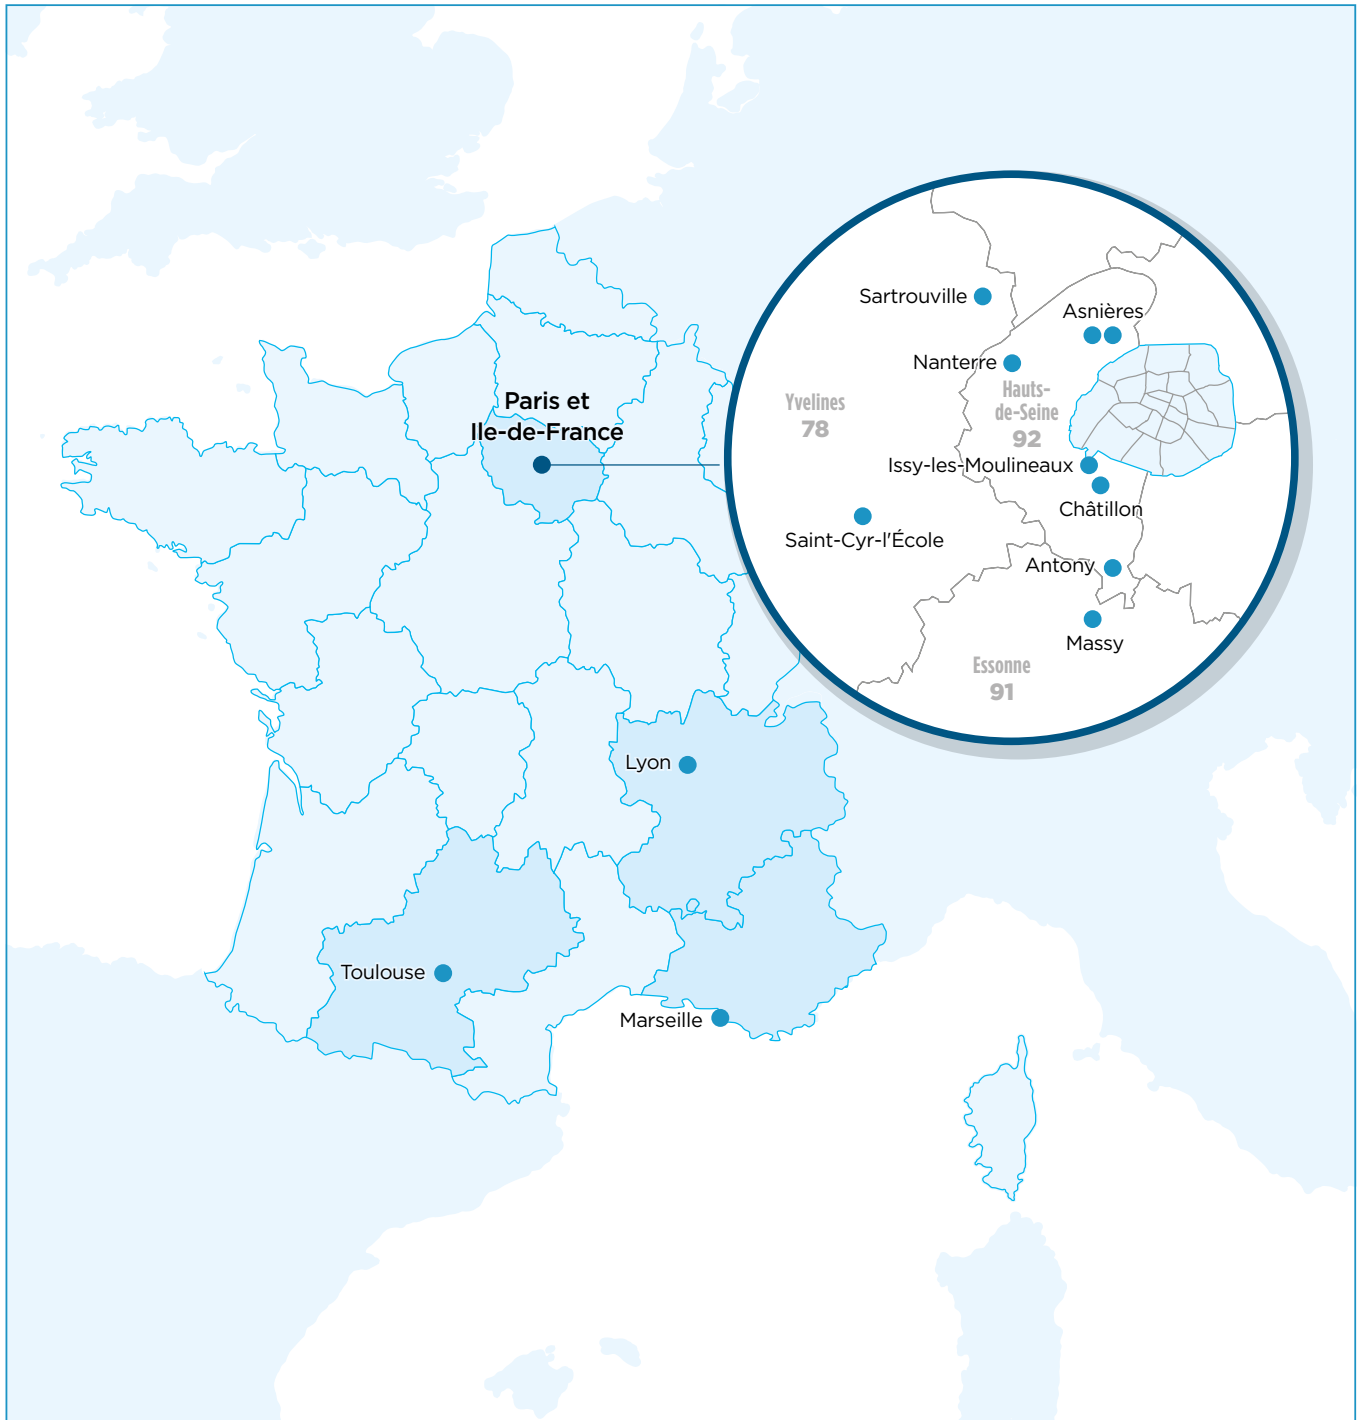 Sartrouville
Asnières
Nanterre
Hauts-
de-Seine
92
Yvelines
78
Paris et
Ile-de-France
Issy-les-Moulineaux
Châtillon
Saint-Cyr-l'École
Antony
Massy
Essonne
91
Lyon
Toulouse
Marseille